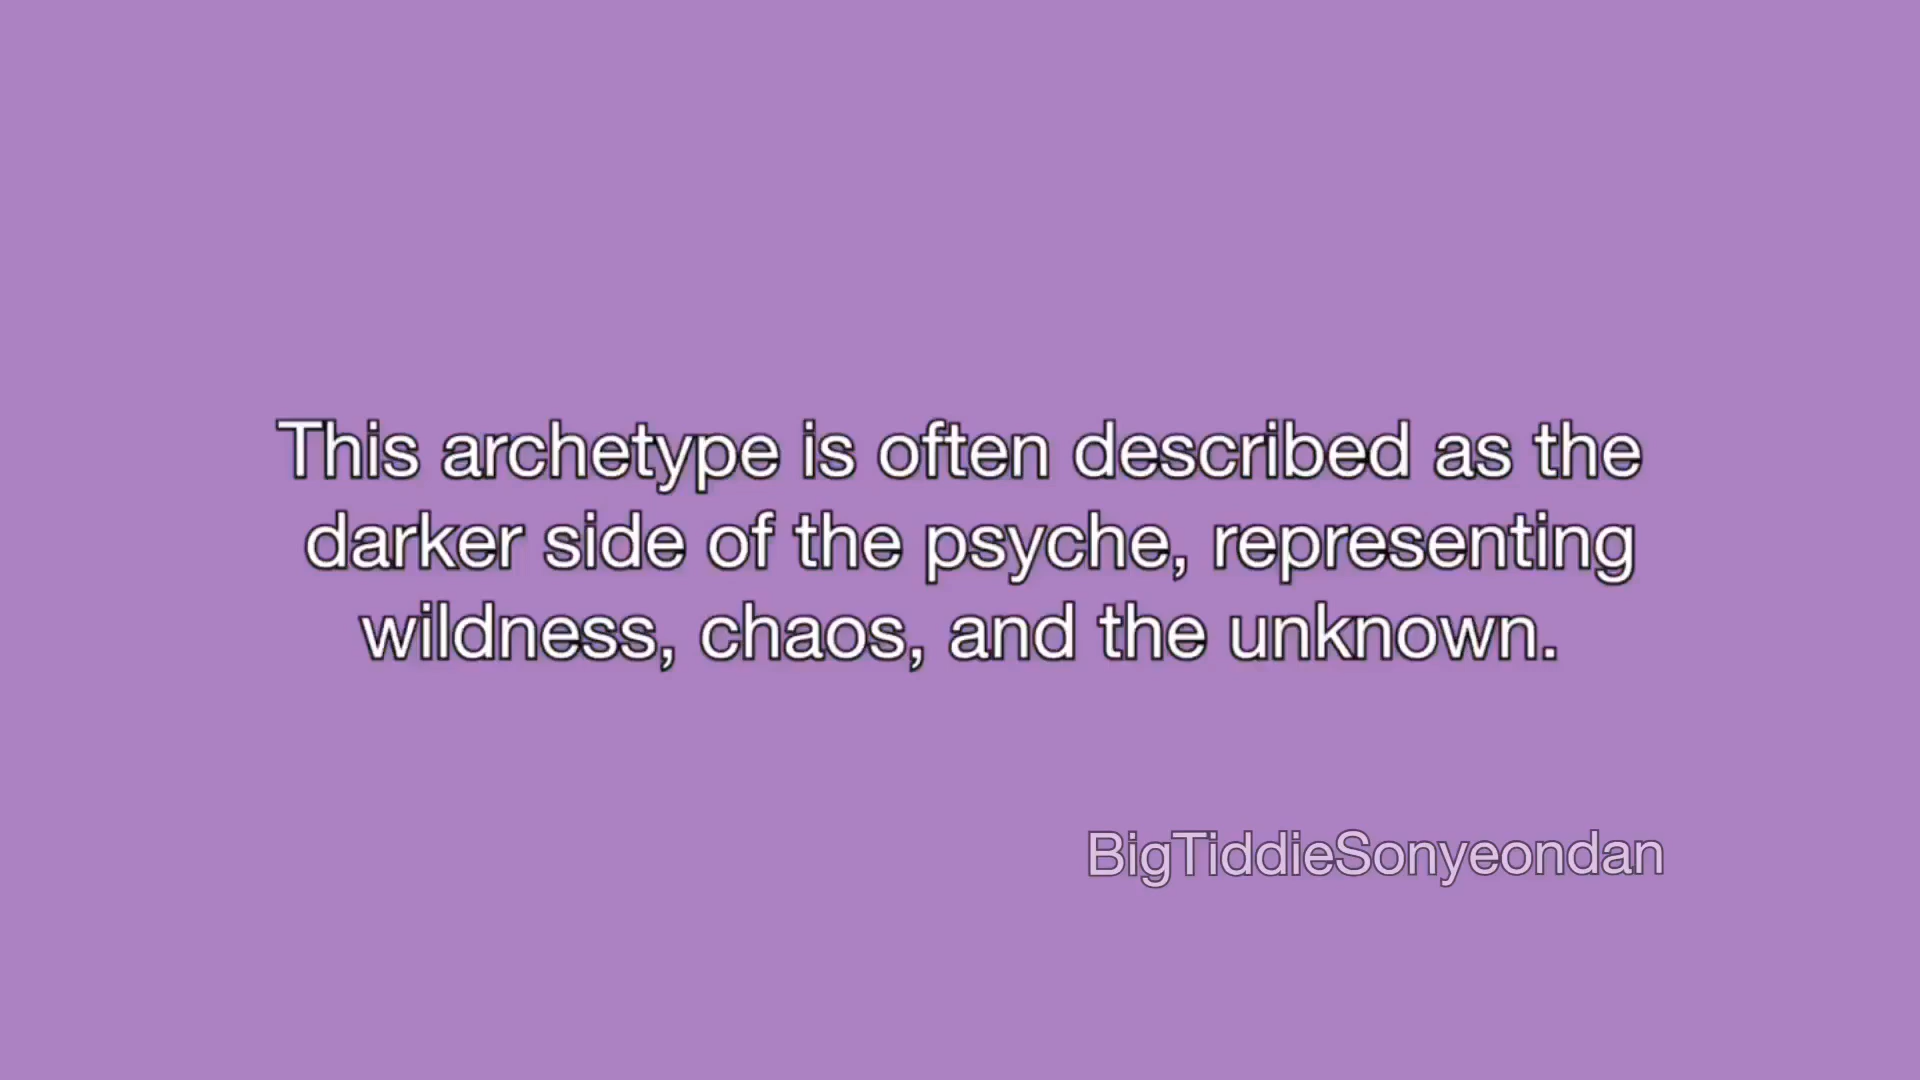 This archetype is often described as the
darker side of the psyche, representing
wildness, chaos, and the unknown.
BigTiddieSonyeondan